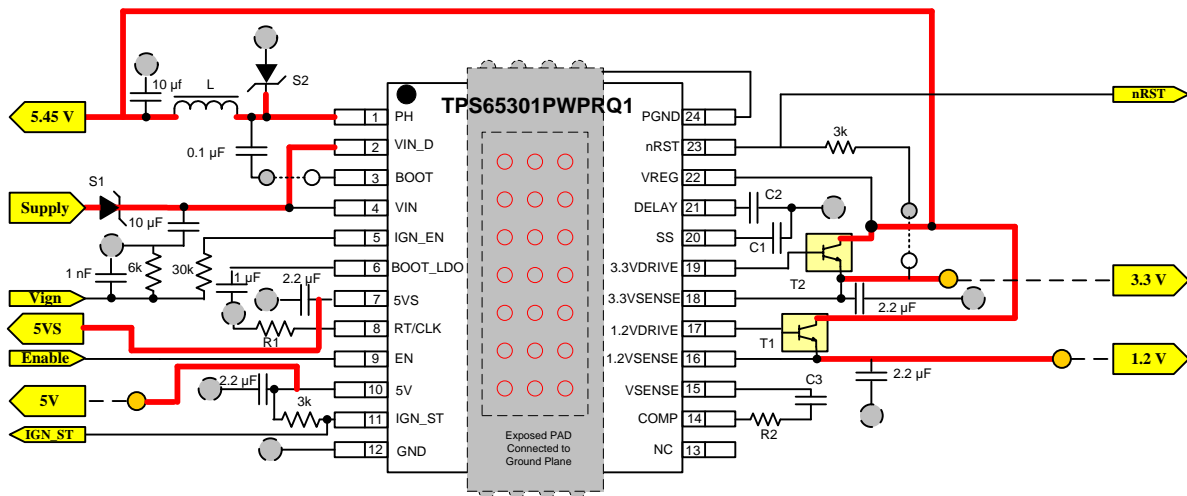 10 µf
L
S2
5.45 V
TPS65301PWPRQ1
nRST
1 PH
PGND 24
0.1 µF
2 VIN_D
nRST 23
3k
3 BOOT
VREG 22
S1
Supply
4 VIN
DELAY 21
C2
10 µF
5 IGN_EN
SS 20
C1
1 nF
6k
30k
1 µF
6 BOOT_LDO
3.3VDRIVE 19
T2
2.2 µF
Vign
7 5VS
3.3VSENSE 18
3.3 V
2.2 µF
5VS
R1
8 RT/CLK
1.2VDRIVE 17
T1
Enable
9 EN
1.2VSENSE 16
1.2 V
2.2 µF
2.2 µF
5V
10 5V
VSENSE 15
C3
3k
11 IGN_ST
COMP 14
R2
IGN_ST
12 GND
NC 13
Exposed PAD
Connected to
Ground Plane